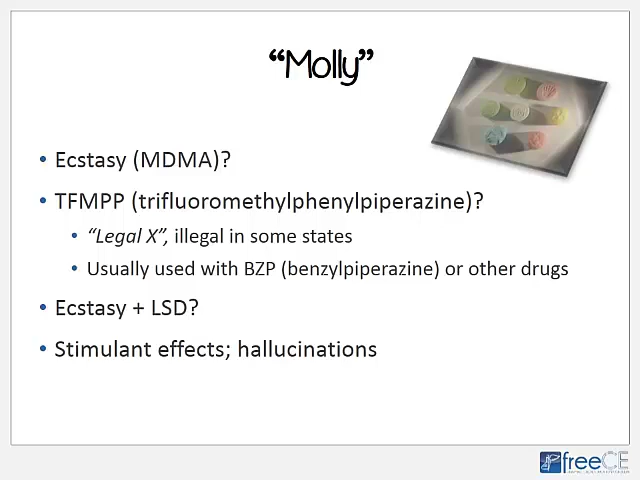 “Molly”
• Ecstasy (MDMA)?
• TFMPP (trifluoromethylphenylpiperazine)?
• “Legal X”, illegal in some states
• Usually used with BZP (benzylpiperazine) or other drugs
• Ecstasy + LSD?
• Stimulant effects; hallucinations
freeCE